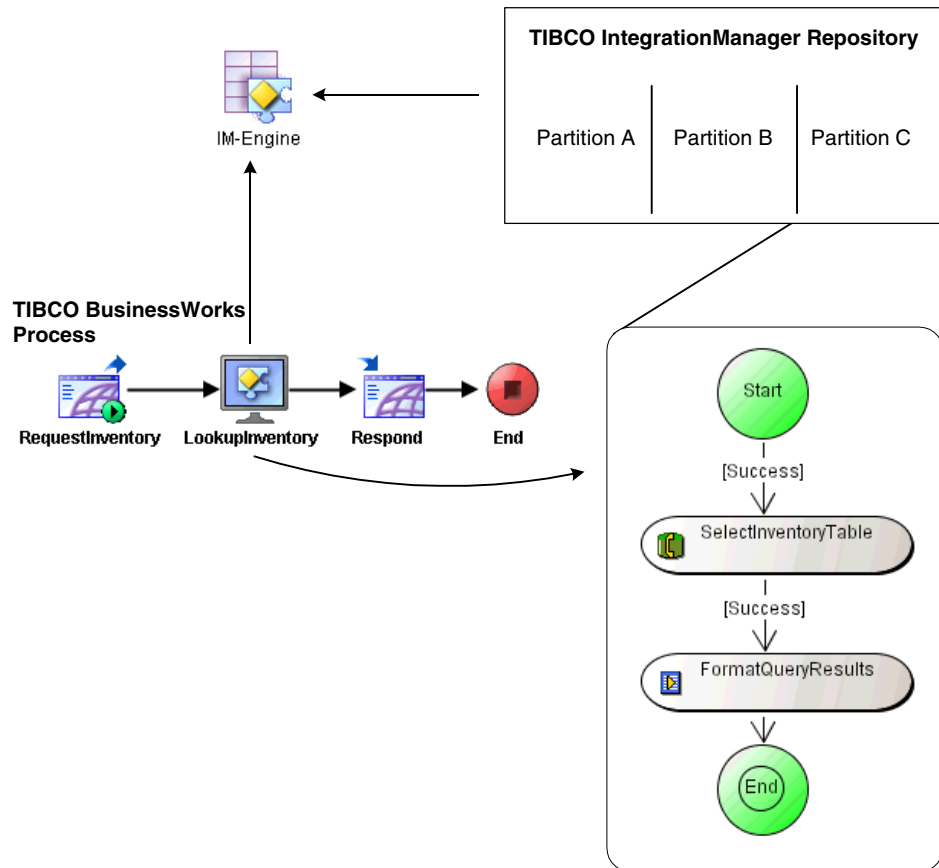 TIBCO IntegrationManager Repository
Partition A
Partition B
Partition C
IM-Engine
TIBCO BusinessWorks
Process
RequestInventory
LookupInventory
Respond
End
Start
[Success]
SelectInventoryTable
[Success]
FormatQueryResults
End